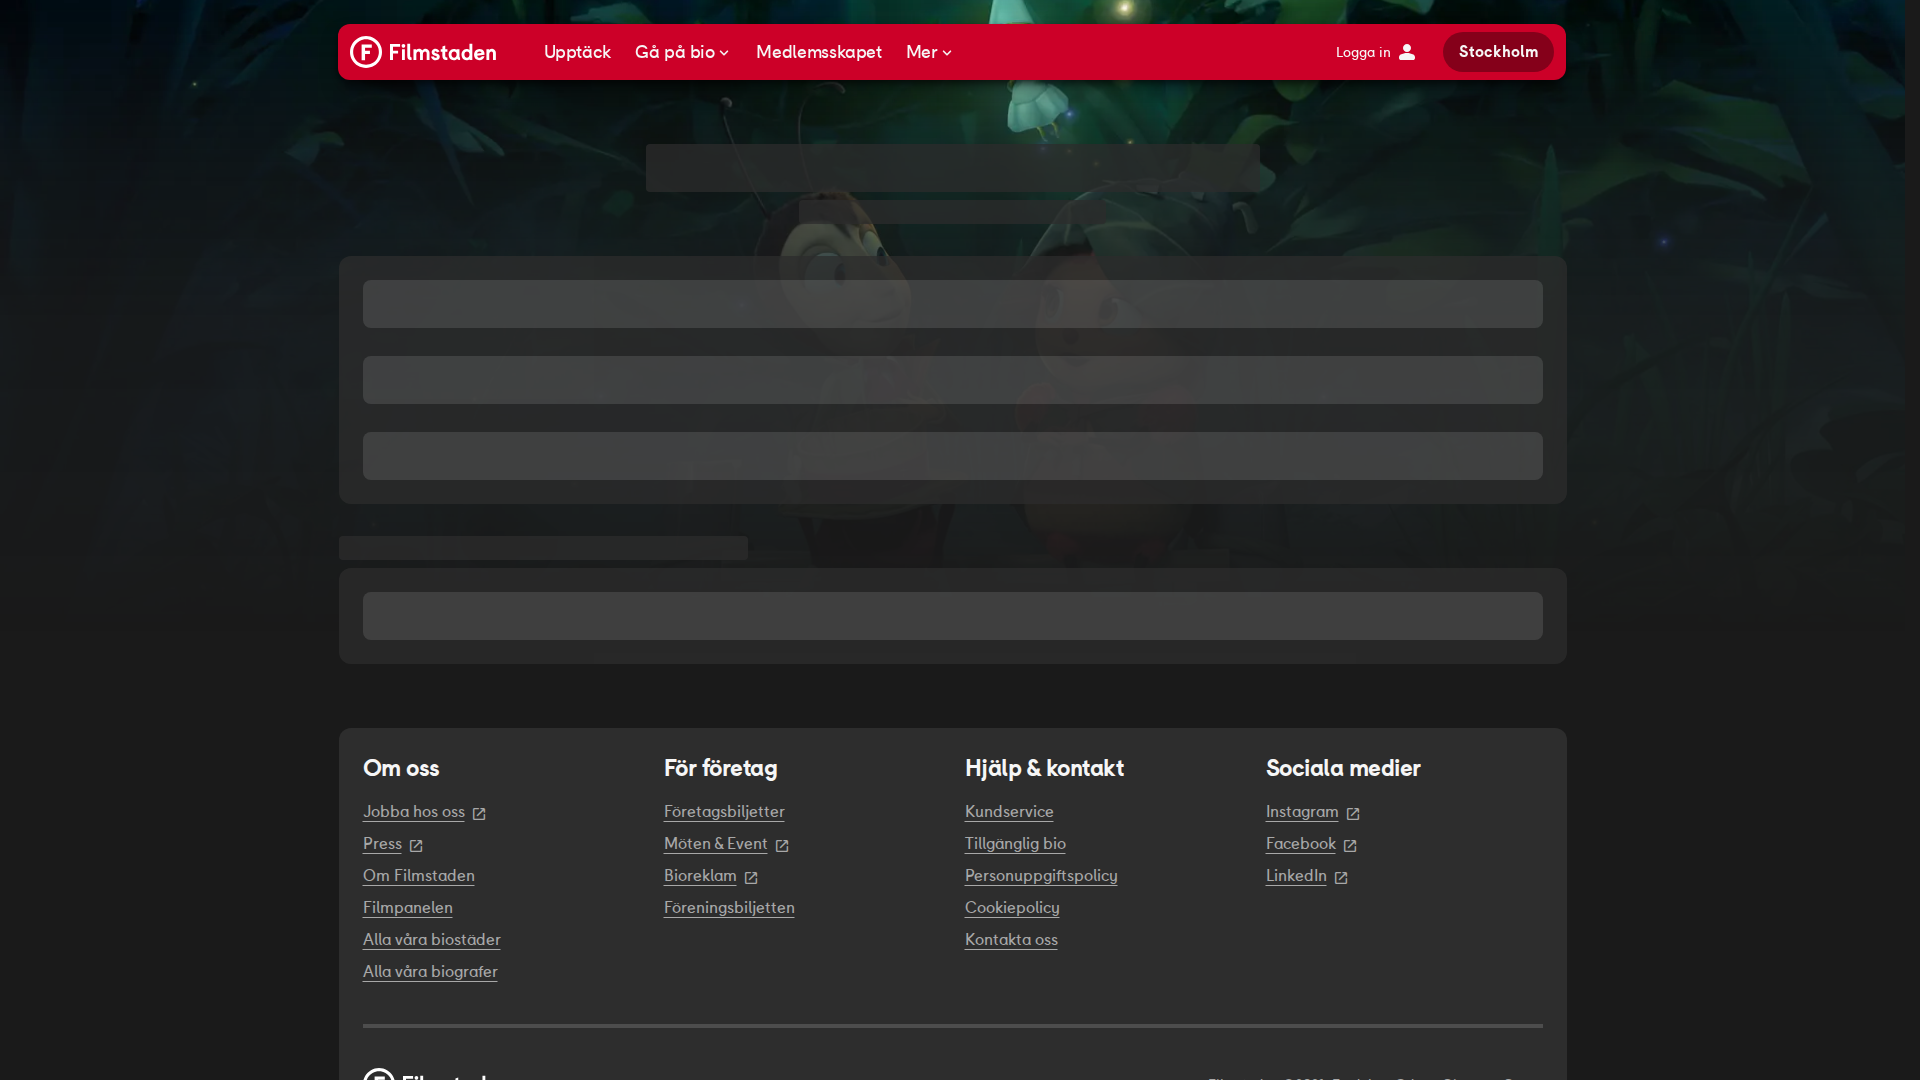 Filmstaden
Upptäck
Gå på bio
Medlemsskapet
Mer
Logga in
Stockholm
Om oss
Jobba hos oss
Press
Om Filmstaden
Filmpanelen
Alla våra biostäder
Alla våra biografer
För företag
Företagsbiljetter
Möten & Event
Bioreklam
Föreningsbiljetten
Hjälp & kontakt
Kundservice
Tillgänglig bio
Personuppgiftspolicy
Cookiepolicy
Kontakta oss
Sociala medier
Instagram
Facebook
LinkedIn